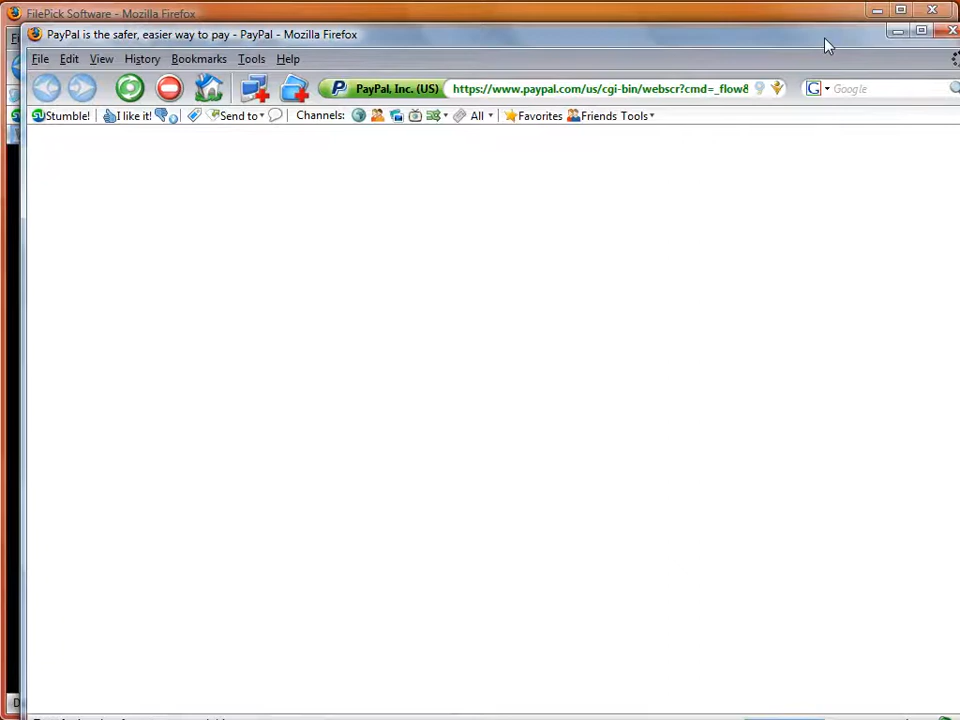 FilePick Software - Mozilla Firefox
PayPal is the safer, easier way to pay - PayPal - Mozilla Firefox
File Edit View History Bookmarks Tools Help
PayPal, Inc. (US) https://www.paypal.com/us/cgi-bin/webscr?cmd=_flow& Google
Stumble! I like it! Send to Channels: All Favorites Friends Tools